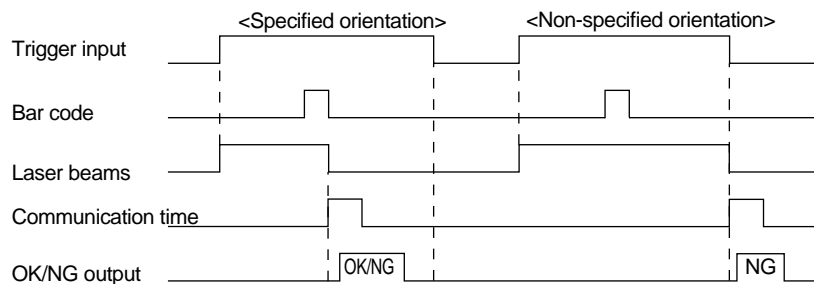 <Specified orientation>
<Non-specified orientation>
Trigger input
Bar code
Laser beams
Communication time
OK/NG output
OK/NG
NG